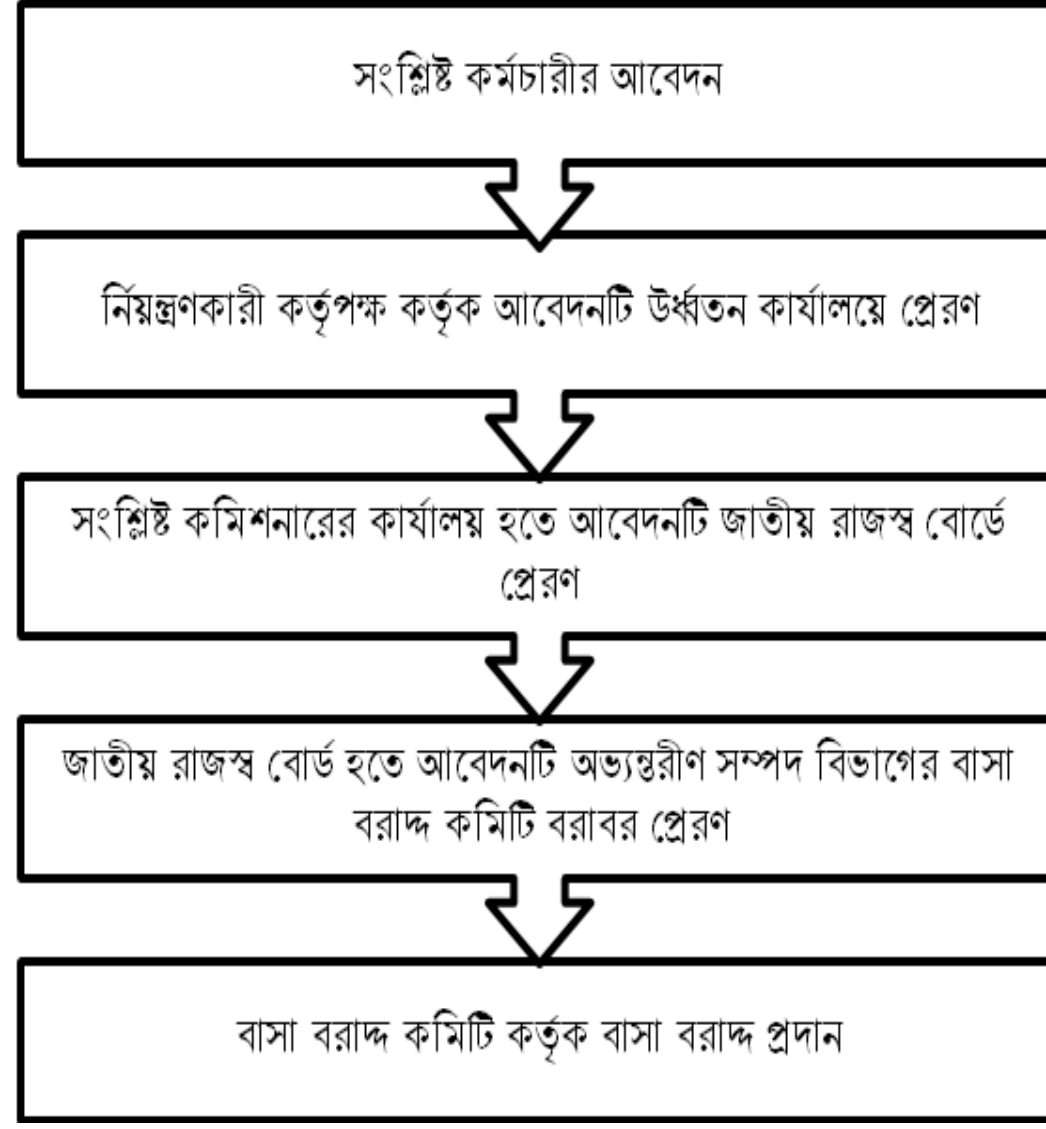 সংশ্লিষ্ট কর্মচারীর আবেদন
র্নিয়ন্ত্রণকারী কর্তৃপক্ষ কর্তৃক আবেদনটি উর্ধ্বতন কার্যালয়ে প্রেরণ
সংশ্লিষ্ট কমিশনারের কার্যালয় হতে আবেদনটি জাতীয় রাজস্ব বোর্ডে
প্রেরণ
জাতীয় রাজস্ব বোর্ড হতে আবেদনটি অভ্যন্তরীণ সম্পদ বিভাগের বাসা
বরাদ্দ কমিটি বরাবর প্রেরণ
বাসা বরাদ্দ কমিটি কর্তৃক বাসা বরাদ্দ প্রদান